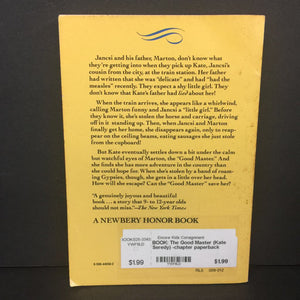 Jancsi and his father, Marton, don't know what
they're getting into when they pick up Kate, Jancsi's
cousin from the city, at the train station. Her father
had written that she was "delicate" and had "had
the measles" recently. They expect a shy little girl. They
don't know that Kate's father had lied about her!
When the train arrives, she appears like a whirlwind,
calling Marton funny and Jancsi a "little girl." Before
they know it, she's stolen the horse and carriage, driving
off in it standing up. Then, when Jancsi and Marton
finally get her home, she disappears again, only to reap-
pear on the ceiling beams, eating sausages she just stole
from the cupboard!
But Kate eventually settles down a bit under the calm
but watchful eyes of Marton, the "Good Master." And
she finds she has more adventure in the country than
she could hope for. When she's stolen by a band of roam-
ing Gypsies, though, she gets in a little over her head.
How will she escape? Can the "Good Master" save her?
"A genuinely joyous and beautiful
book ... a story that 9- to 12-year olds
should not miss."—The New York Times
A NEWBERY HONOR BOOK
Encore Kids Consignment
BOOK: The Good Master (Kate
Seredy) -chapter paperback
YWFBLD
$1.99
$1.99